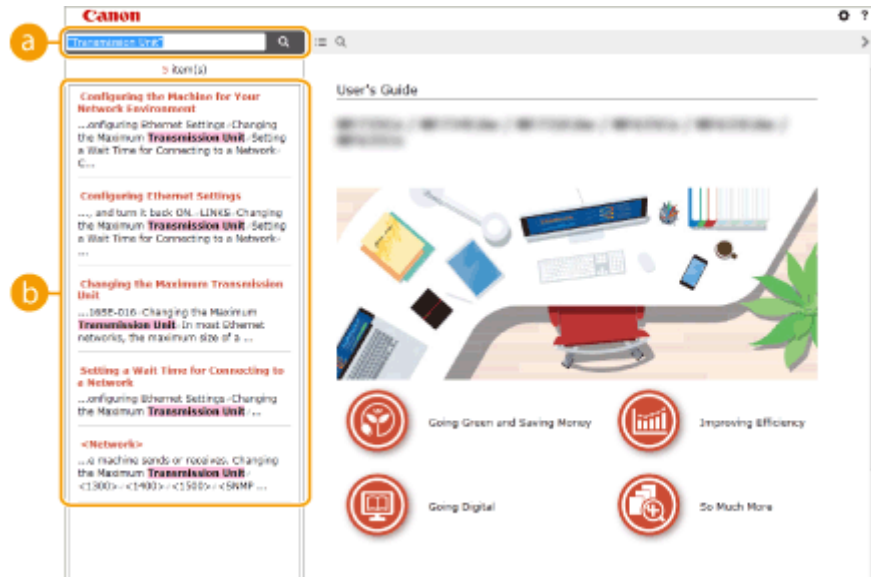 Canon
?
a
"Transmission Unit"
5 item(s)
b
Configuring the Machine for Your
Network Environment
...onfiguring Ethernet Settings/Changing
the Maximum Transmission Unit/Setting
a Wait Time for Connecting to a Network/
C...
Configuring Ethernet Settings
..., and turn it back ON./LINKS/Changing
the Maximum Transmission Unit/Setting
a Wait Time for Connecting to a Network/
...
Changing the Maximum Transmission
Unit
...16SE-016/Changing the Maximum
Transmission Unit/In most Ethernet
networks, the maximum size of a ...
Setting a Wait Time for Connecting to
a Network
...onfiguring Ethernet Settings/Changing
the Maximum Transmission Unit/...
<Network>
...e machine sends or receives. Changing
the Maximum Transmission Unit/
<1300>/<1400>/<1500>/<SNMP ...
User's Guide
Going Green and Saving Money
Improving Efficiency
Going Digital
So Much More